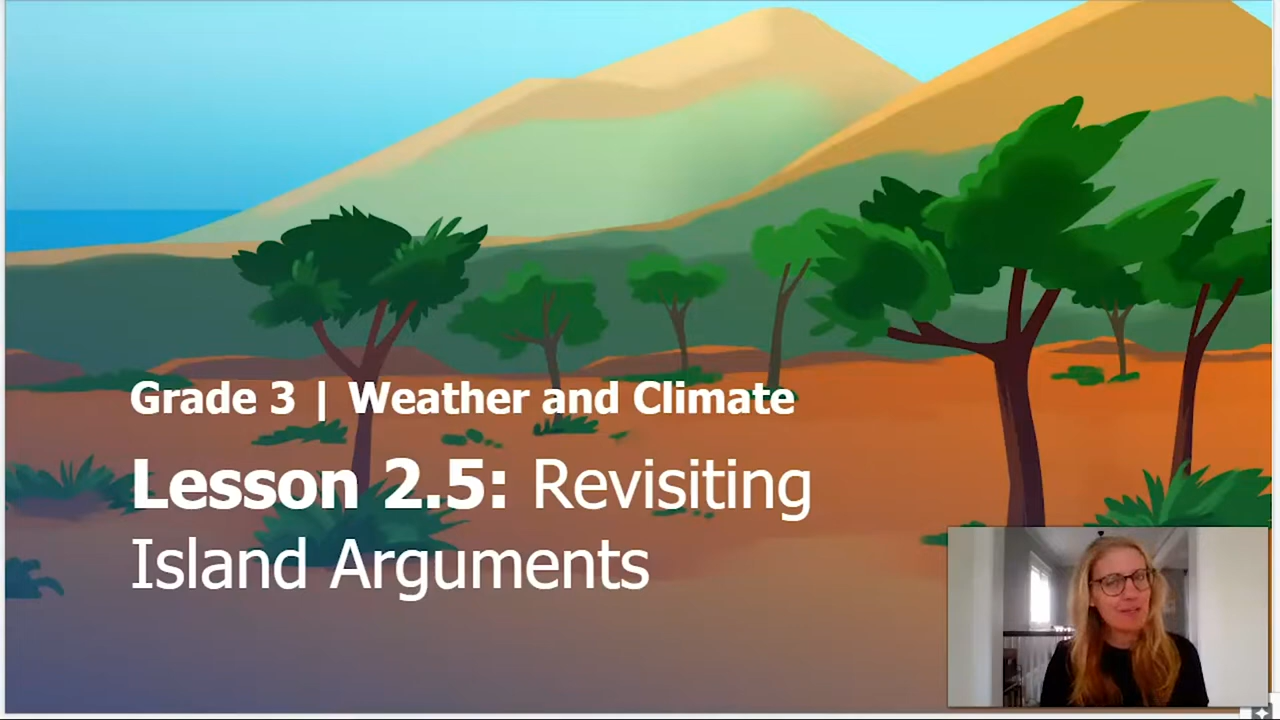 Grade 3 | Weather and Climate
Lesson 2.5: Revisiting
Island Arguments